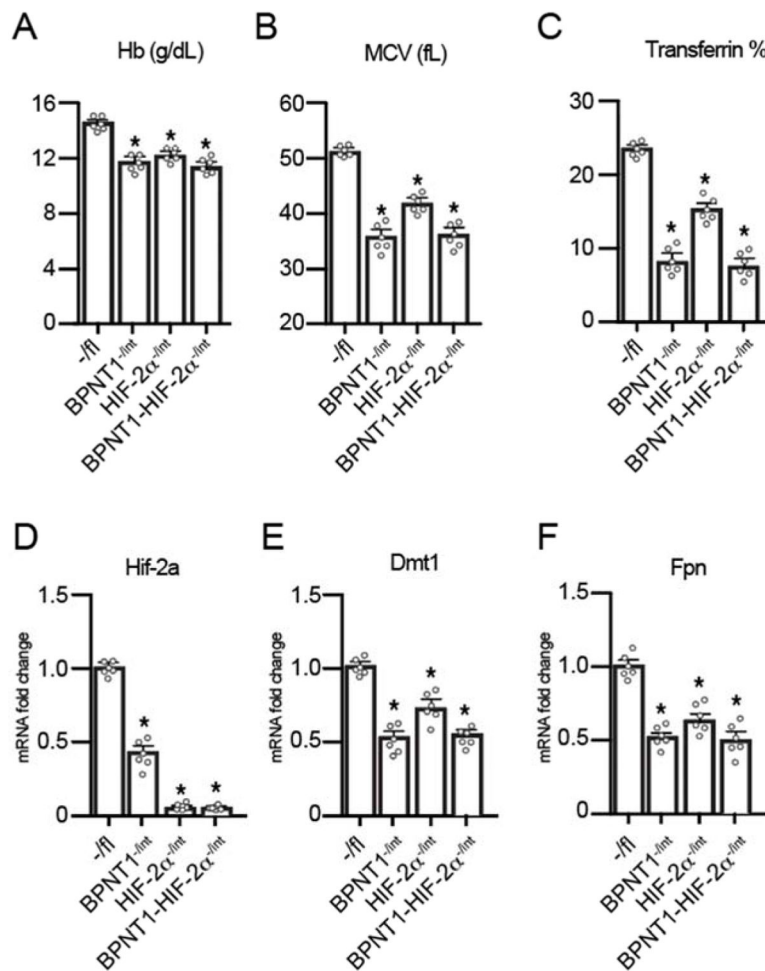 A
Hb (g/dL)
16
12
8
4
0
*
*
*
-/fl
BPNT1-/int
HIF-2α-/int
BPNT1-HIF-2α-/int
B
MCV (fL)
60
50
40
30
20
*
*
*
-/fl
BPNT1-/int
HIF-2α-/int
BPNT1-HIF-2α-/int
C
Transferrin %
30
20
10
0
*
*
*
-/fl
BPNT1-/int
HIF-2α-/int
BPNT1-HIF-2α-/int
D
Hif-2a
mRNA fold change
1.5
1.0
0.5
0
*
*
*
-/fl
BPNT1-/int
HIF-2α-/int
BPNT1-HIF-2α-/int
E
Dmt1
mRNA fold change
1.5
1.0
0.5
0
*
*
*
-/fl
BPNT1-/int
HIF-2α-/int
BPNT1-HIF-2α-/int
F
Fpn
mRNA fold change
1.5
1.0
0.5
0
*
*
*
-/fl
BPNT1-/int
HIF-2α-/int
BPNT1-HIF-2α-/int